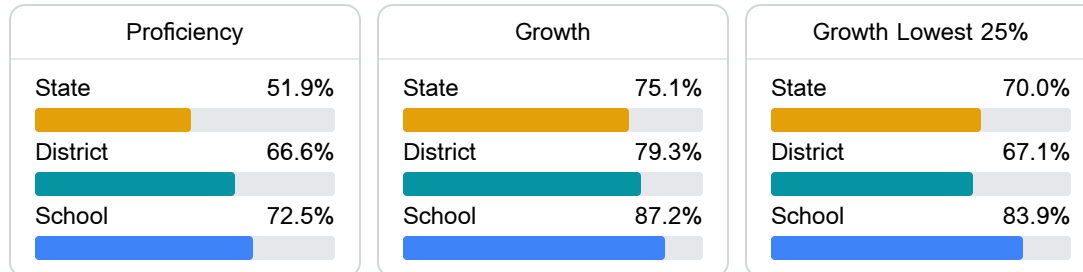 Proficiency
State 51.9%
District 66.6%
School 72.5%
Growth
State 75.1%
District 79.3%
School 87.2%
Growth Lowest 25%
State 70.0%
District 67.1%
School 83.9%